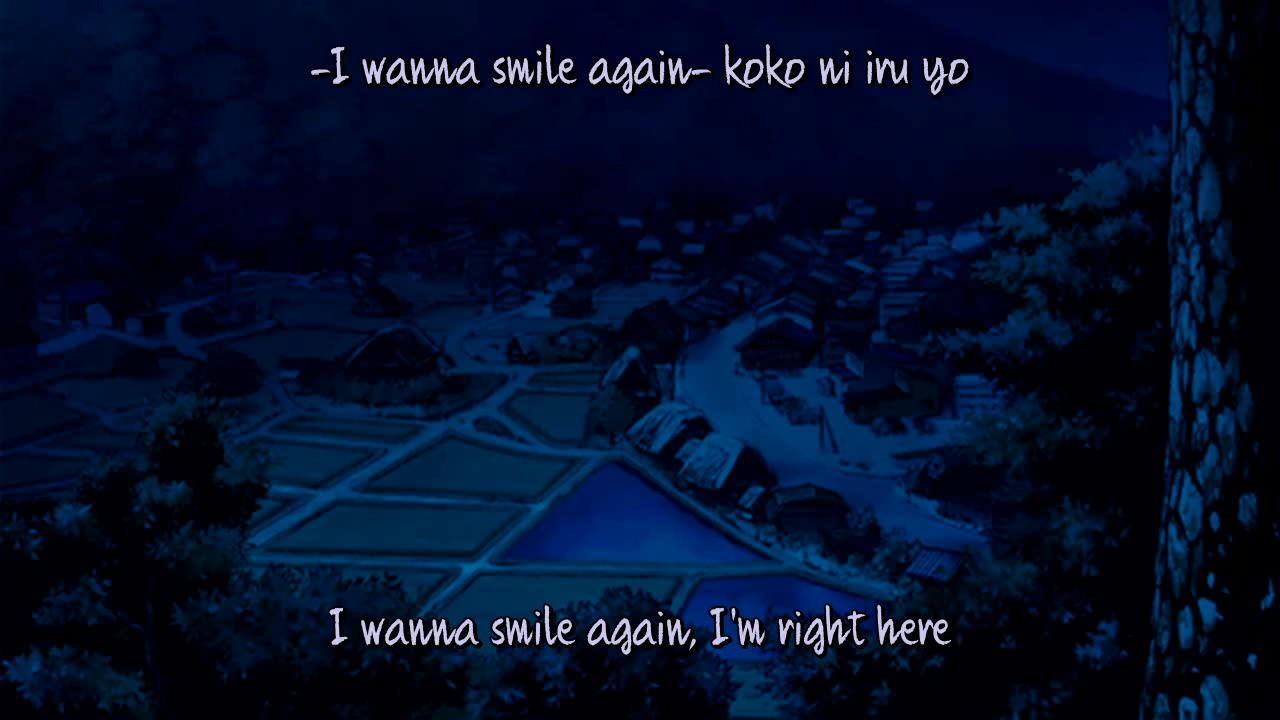 -I wanna smile again- koko ni iru yo
I wanna smile again, I'm right here